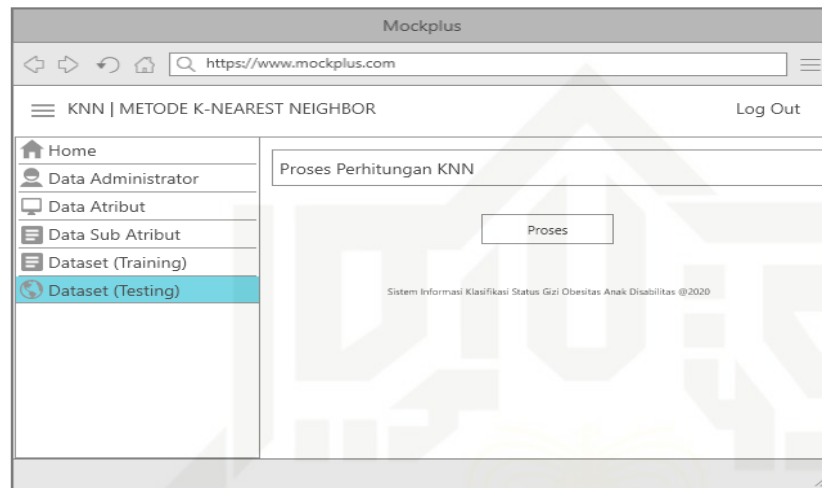 Mockplus
https://www.mockplus.com
KNN | METODE K-NEAREST NEIGHBOR
Log Out
Home
Data Administrator
Data Atribut
Data Sub Atribut
Dataset (Training)
Dataset (Testing)
Proses Perhitungan KNN
Proses
Sistem Informasi Klasifikasi Status Gizi Obesitas Anak Disabilitas @2020